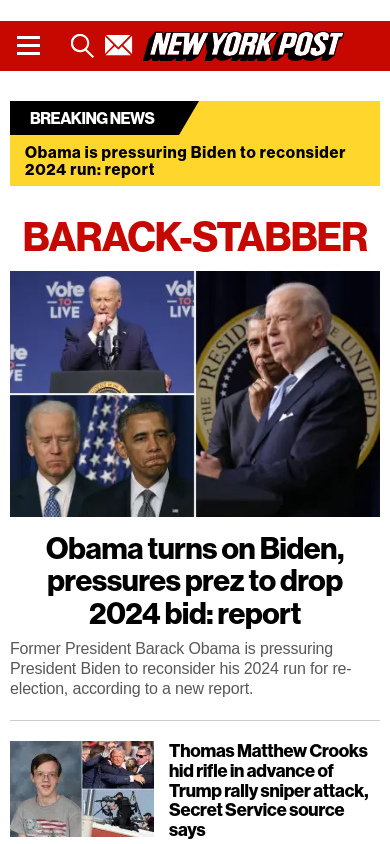 NEW YORK POST
BREAKING NEWS
Obama is pressuring Biden to reconsider
2024 run: report
BARACK-STABBER
Vote
TO LIVE
Obama turns on Biden,
pressures prez to drop
2024 bid: report
Former President Barack Obama is pressuring
President Biden to reconsider his 2024 run for re-
election, according to a new report.
Thomas Matthew Crooks
hid rifle in advance of
Trump rally sniper attack,
Secret Service source
says